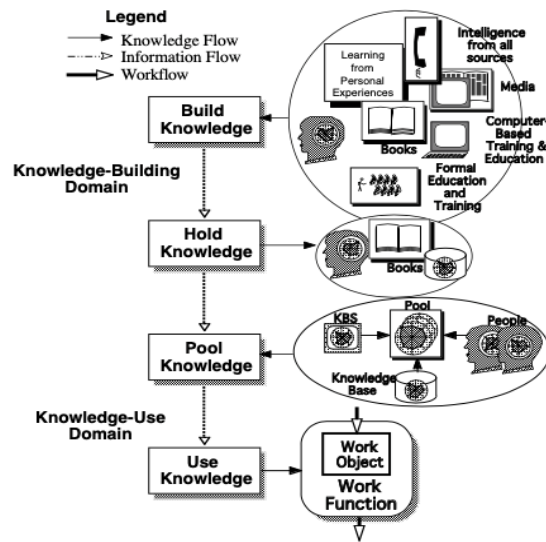 Legend
Knowledge Flow
Information Flow
Workflow
Learning
from
Personal
Experiences
Intelligence
from all
sources
Media
Build
Knowledge
Books
Computer-
Based
Training &
Education
Formal
Education
and
Training
Knowledge-Building
Domain
Hold
Knowledge
Books
Pool
Knowledge
KBS
Pool
People
Knowledge
Base
Knowledge-Use
Domain
Use
Knowledge
Work
Object
Work
Function